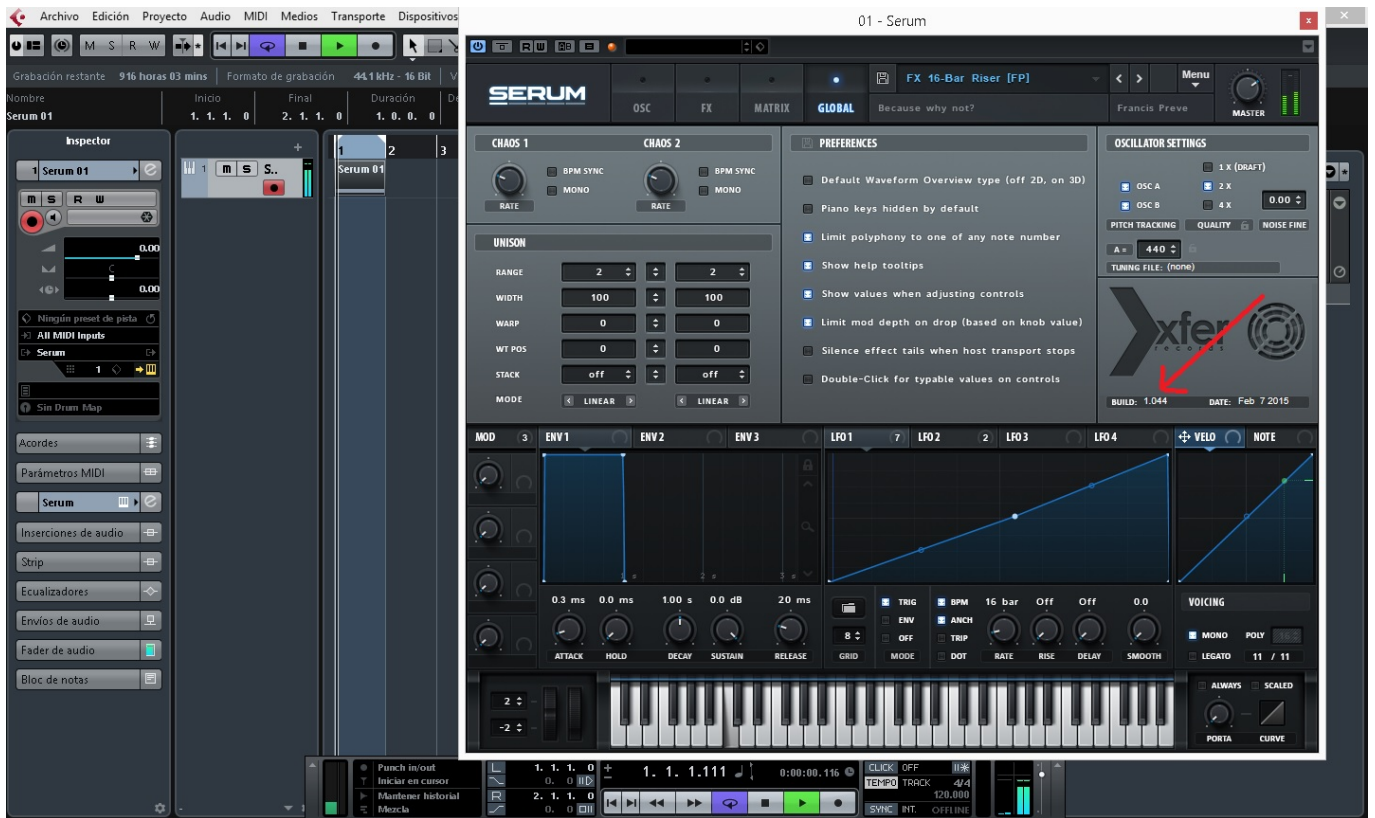 Archivo Edición Proyecto Audio MIDI Medios Transporte Dispositivos
01 - Serum
M S R W
Grabación restante 916 horas 03 mins Formato de grabación 44.1 kHz - 16 Bit
Nombre Inicio Final Duración
Serum 01 1. 1. 1. 0 2. 1. 1. 0 1. 0. 0. 0
Inspector
1 Serum 01
m S R W
0.00
C
0.00
Ningún preset de pista
All MIDI Inputs
Serum
1
Sin Drum Map
Acordes
Parámetros MIDI
Serum
Inserciones de audio
Strip
Ecualizadores
Envíos de audio
Fader de audio
Bloc de notas
1 m S S..
1 2 3
Serum 01
SERUM
OSC FX MATRIX GLOBAL
FX 16-Bar Riser [FP]
Because why not? Francis Preve
Menu
MASTER
CHAOS 1 CHAOS 2
BPM SYNC BPM SYNC
MONO MONO
RATE RATE
UNISON
RANGE 2 2
WIDTH 100 100
WARP 0 0
WT POS 0 0
STACK off off
MODE LINEAR LINEAR
PREFERENCES
Default Waveform Overview type (off 2D, on 3D)
Piano keys hidden by default
Limit polyphony to one of any note number
Show help tooltips
Show values when adjusting controls
Limit mod depth on drop (based on knob value)
Silence effect tails when host transport stops
Double-Click for typable values on controls
OSCILLATOR SETTINGS
1 X (DRAFT)
OSC A 2 X
OSC B 4 X 0.00
PITCH TRACKING QUALITY NOISE FINE
A = 440
TUNING FILE: (none)
xfer
records
BUILD: 1.044 DATE: Feb 7 2015
MOD 3 ENV 1 ENV 2 ENV 3 LFO 1 7 LFO 2 2 LFO 3 LFO 4 VELO NOTE
0.3 ms 0.0 ms 1.00 s 0.0 dB 20 ms
ATTACK HOLD DECAY SUSTAIN RELEASE
8
GRID
TRIG
ENV
OFF
MODE
BPM
ANCH
TRIP
DOT
16 bar Off Off 0.0
RATE RISE DELAY SMOOTH
VOICING
MONO POLY 16
LEGATO 11 / 11
2
-2
ALWAYS SCALED
PORTA CURVE
Punch in/out
Iniciar en cursor
Mantener historial
Mezcla
L 1. 1. 1. 0
0. 0
R 2. 1. 1. 0
0. 0
1. 1. 1.111 0:00:00.116
CLICK OFF
TEMPO TRACK 4/4
120.000
SYNC INT. OFFLINE